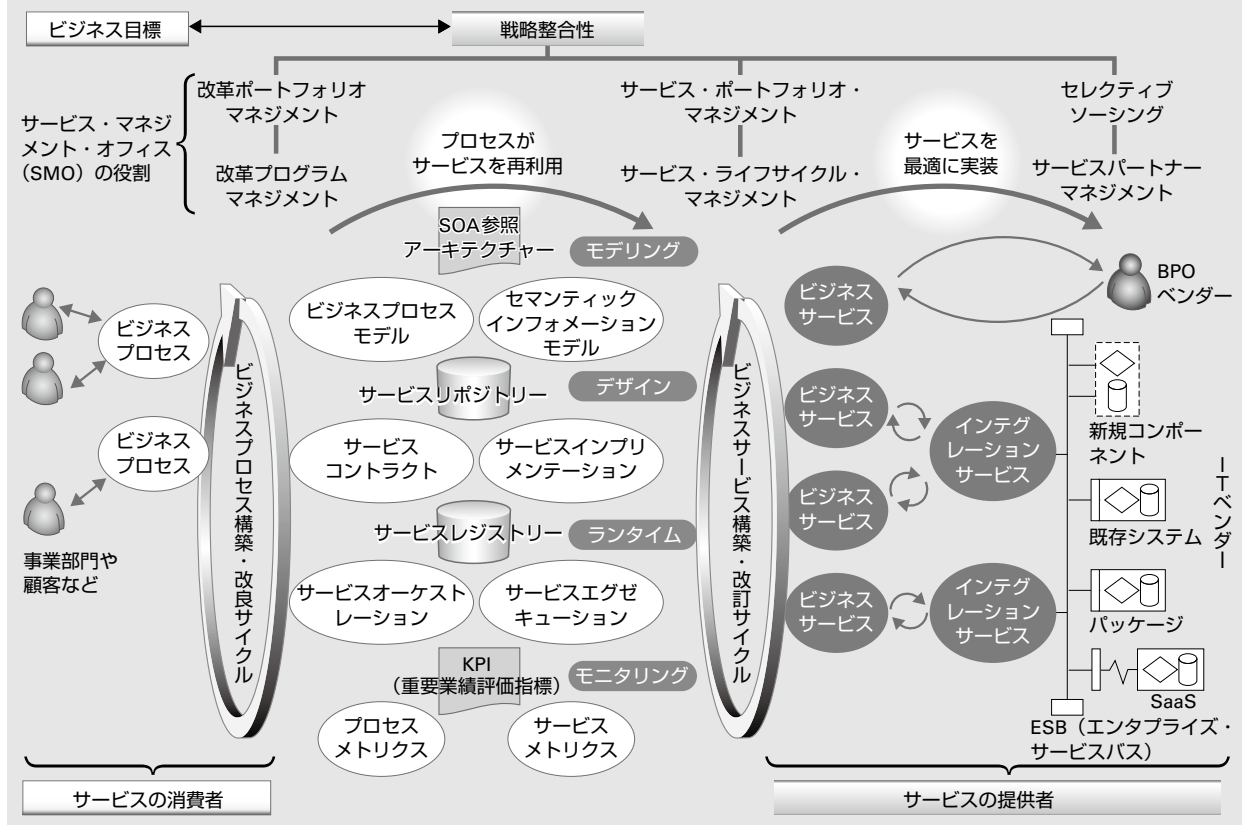 ビジネス目標
戦略整合性
サービス・マネジ
メント・オフィス
（SMO）の役割
改革ポートフォリオ
マネジメント
改革プログラム
マネジメント
プロセスが
サービスを再利用
サービス・ポートフォリオ・
マネジメント
サービス・ライフサイクル・
マネジメント
サービスを
最適に実装
セレクティブ
ソーシング
サービスパートナー
マネジメント
SOA参照
アーキテクチャー
モデリング
ビジネス
プロセス
ビジネス
プロセス
事業部門や
顧客など
ビジネスプロセス構築・改良サイクル
ビジネスプロセス
モデル
セマンティック
インフォメーション
モデル
サービスリポジトリー
デザイン
サービス
コントラクト
サービスインプリ
メンテーション
サービスレジストリー
ランタイム
サービスオーケスト
レーション
サービスエグゼ
キューション
KPI
（重要業績評価指標）
モニタリング
プロセス
メトリクス
サービス
メトリクス
ビジネスサービス構築・改訂サイクル
ビジネス
サービス
ビジネス
サービス
ビジネス
サービス
ビジネス
サービス
インテグ
レーション
サービス
インテグ
レーション
サービス
BPO
ベンダー
新規コンポー
ネント
既存システム
パッケージ
SaaS
ESB（エンタプライズ・
サービスバス）
ITベンダー
サービスの消費者
サービスの提供者